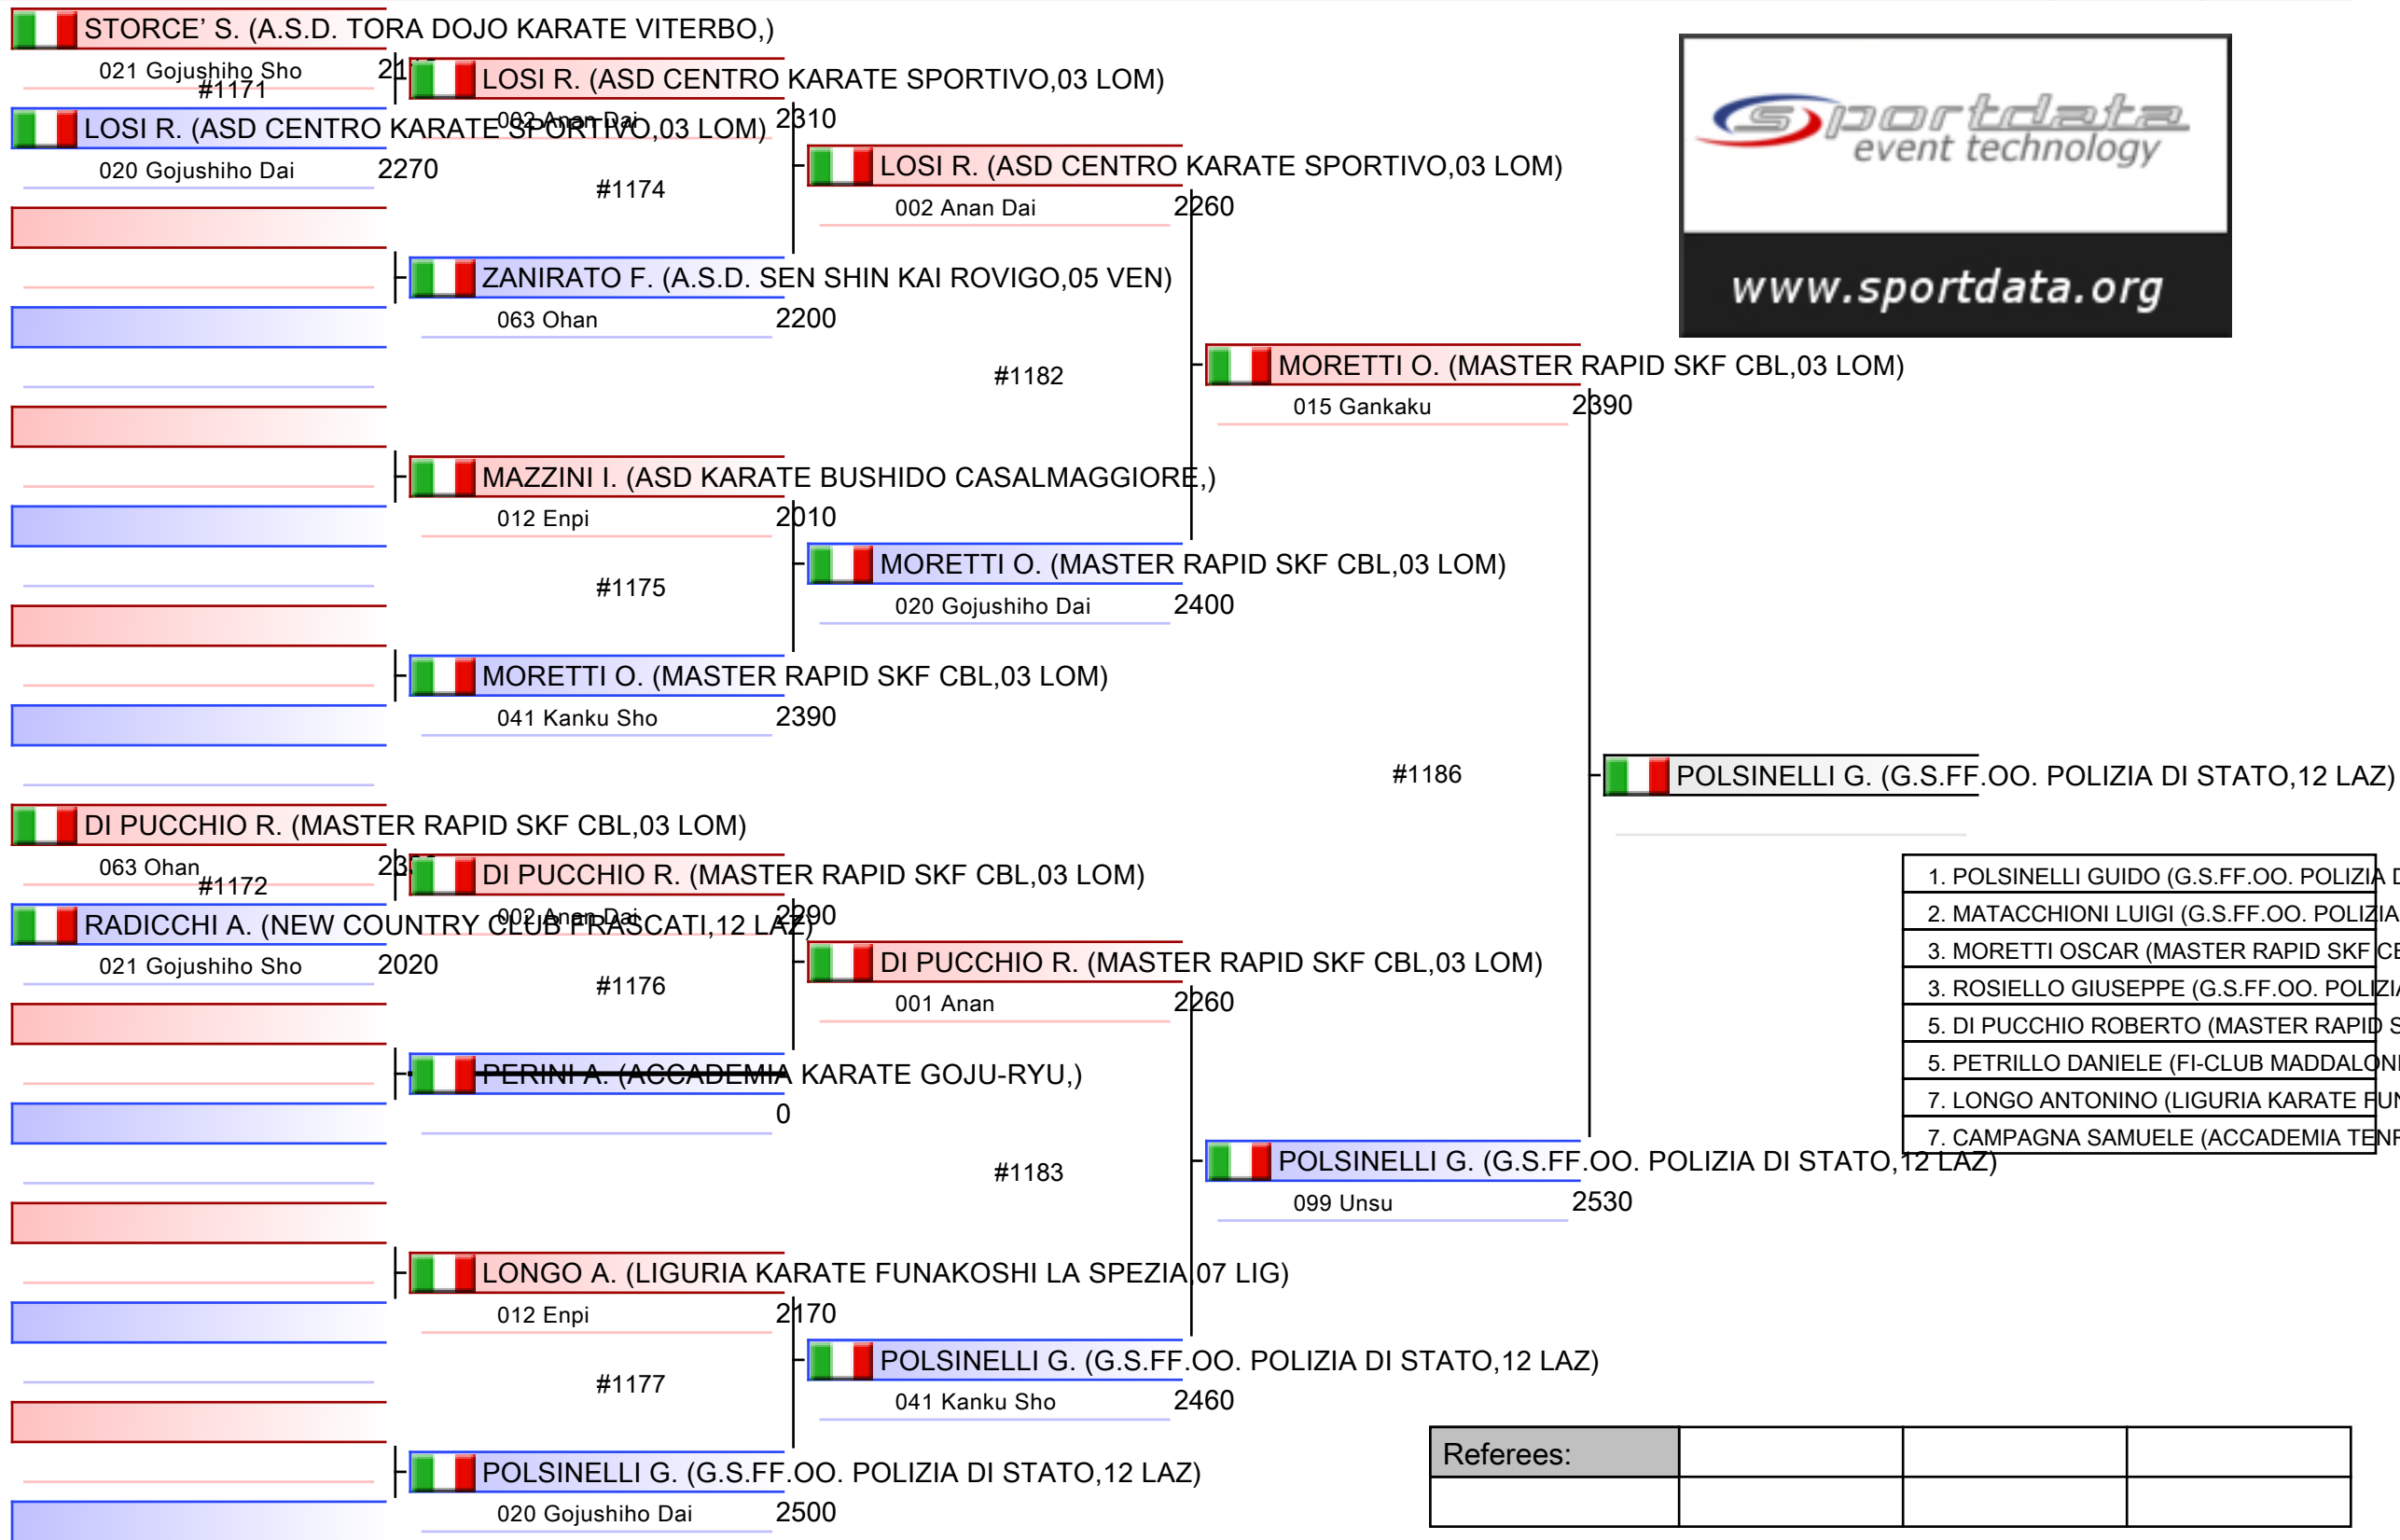 STORCE’ S. (A.S.D. TORA DOJO KARATE VITERBO,)
021 Gojushiho Sho
#1171
LOSI R. (ASD CENTRO KARATE SPORTIVO,03 LOM)
020 Gojushiho Dai 2270
LOSI R. (ASD CENTRO KARATE SPORTIVO,03 LOM)
002 Anan Dai 2310
#1174
ZANIRATO F. (A.S.D. SEN SHIN KAI ROVIGO,05 VEN)
063 Ohan 2200
LOSI R. (ASD CENTRO KARATE SPORTIVO,03 LOM)
002 Anan Dai 2260
#1182
MAZZINI I. (ASD KARATE BUSHIDO CASALMAGGIORE,)
012 Enpi 2010
#1175
MORETTI O. (MASTER RAPID SKF CBL,03 LOM)
020 Gojushiho Dai 2400
MORETTI O. (MASTER RAPID SKF CBL,03 LOM)
041 Kanku Sho 2390
MORETTI O. (MASTER RAPID SKF CBL,03 LOM)
015 Gankaku 2390
#1186
POLSINELLI G. (G.S.FF.OO. POLIZIA DI STATO,12 LAZ)
DI PUCCHIO R. (MASTER RAPID SKF CBL,03 LOM)
063 Ohan
#1172
RADICCHI A. (NEW COUNTRY CLUB FRASCATI,12 LAZ)
021 Gojushiho Sho 2020
DI PUCCHIO R. (MASTER RAPID SKF CBL,03 LOM)
002 Anan Dai 2290
#1176
PERINI A. (ACCADEMIA KARATE GOJU-RYU,)
0
DI PUCCHIO R. (MASTER RAPID SKF CBL,03 LOM)
001 Anan 2260
#1183
POLSINELLI G. (G.S.FF.OO. POLIZIA DI STATO,12 LAZ)
099 Unsu 2530
LONGO A. (LIGURIA KARATE FUNAKOSHI LA SPEZIA,07 LIG)
012 Enpi 2170
#1177
POLSINELLI G. (G.S.FF.OO. POLIZIA DI STATO,12 LAZ)
041 Kanku Sho 2460
POLSINELLI G. (G.S.FF.OO. POLIZIA DI STATO,12 LAZ)
020 Gojushiho Dai 2500
sportdata
event technology
www.sportdata.org
1. POLSINELLI GUIDO (G.S.FF.OO. POLIZIA
2. MATACCHIONI LUIGI (G.S.FF.OO. POLIZIA
3. MORETTI OSCAR (MASTER RAPID SKF
3. ROSIELLO GIUSEPPE (G.S.FF.OO. POLIZIA
5. DI PUCCHIO ROBERTO (MASTER RAPID
5. PETRILLO DANIELE (FI-CLUB MADDALONI
7. LONGO ANTONINO (LIGURIA KARATE
7. CAMPAGNA SAMUELE (ACCADEMIA
Referees: